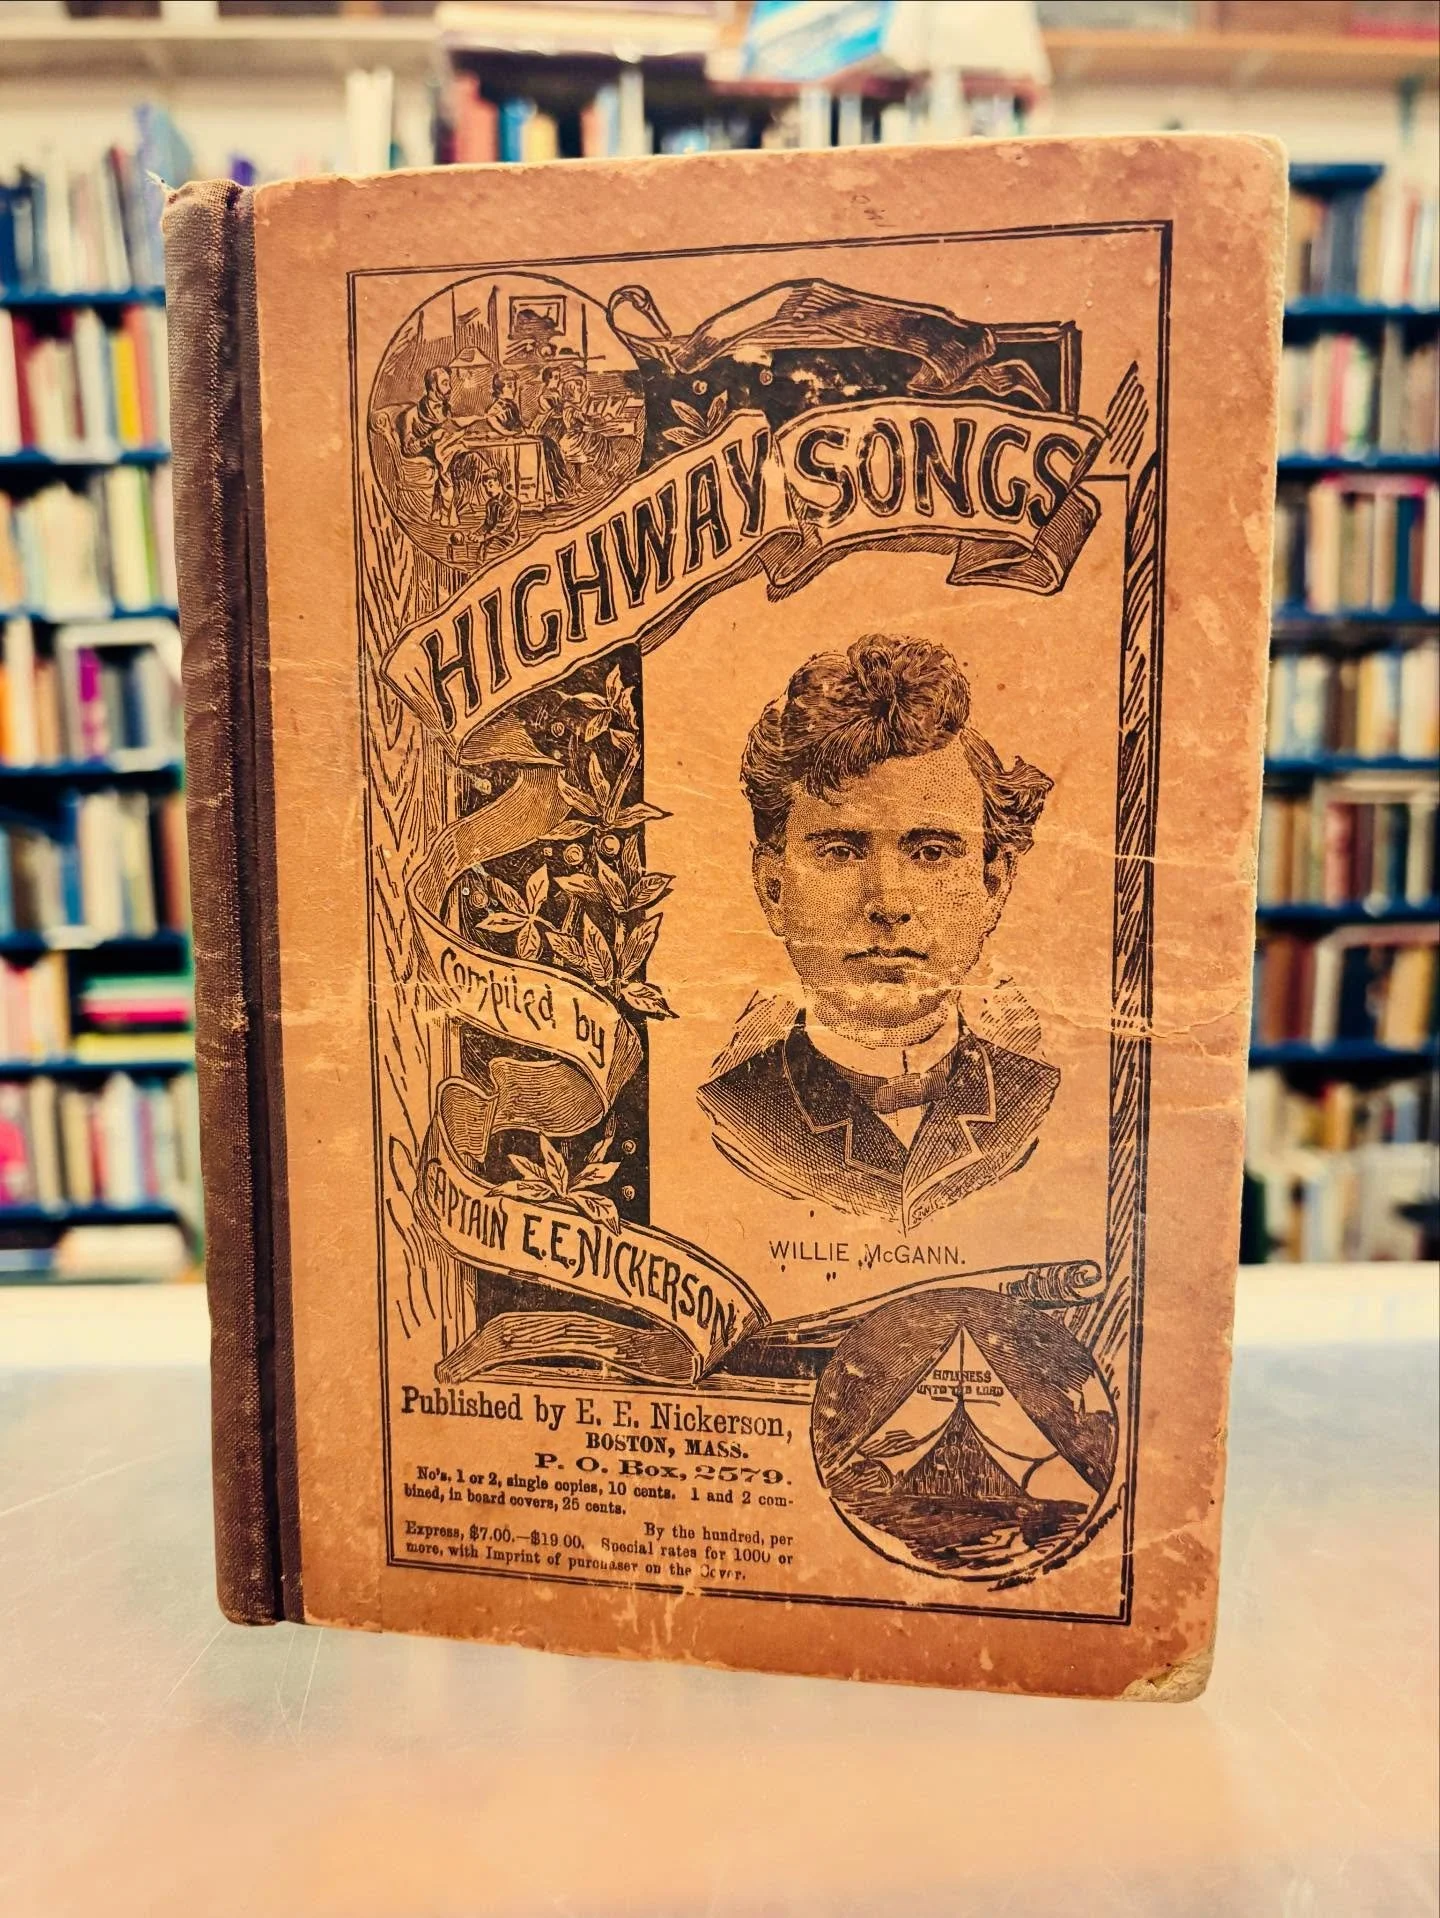 HIGHWAY SONGS
Compiled by
CAPTAIN E.E. NICKERSON
WILLIE McGANN.
HOLINESS
UNTO THE LORD
Published by E. E. Nickerson,
BOSTON, MASS.
P. O. Box, 2579.
No's. 1 or 2, single copies, 10 cents. 1 and 2 com-
bined, in board covers, 25 cents.
By the hundred, per
Express, $7.00.—$19 00. Special rates for 1000 or
more, with Imprint of purchaser on the Cover.